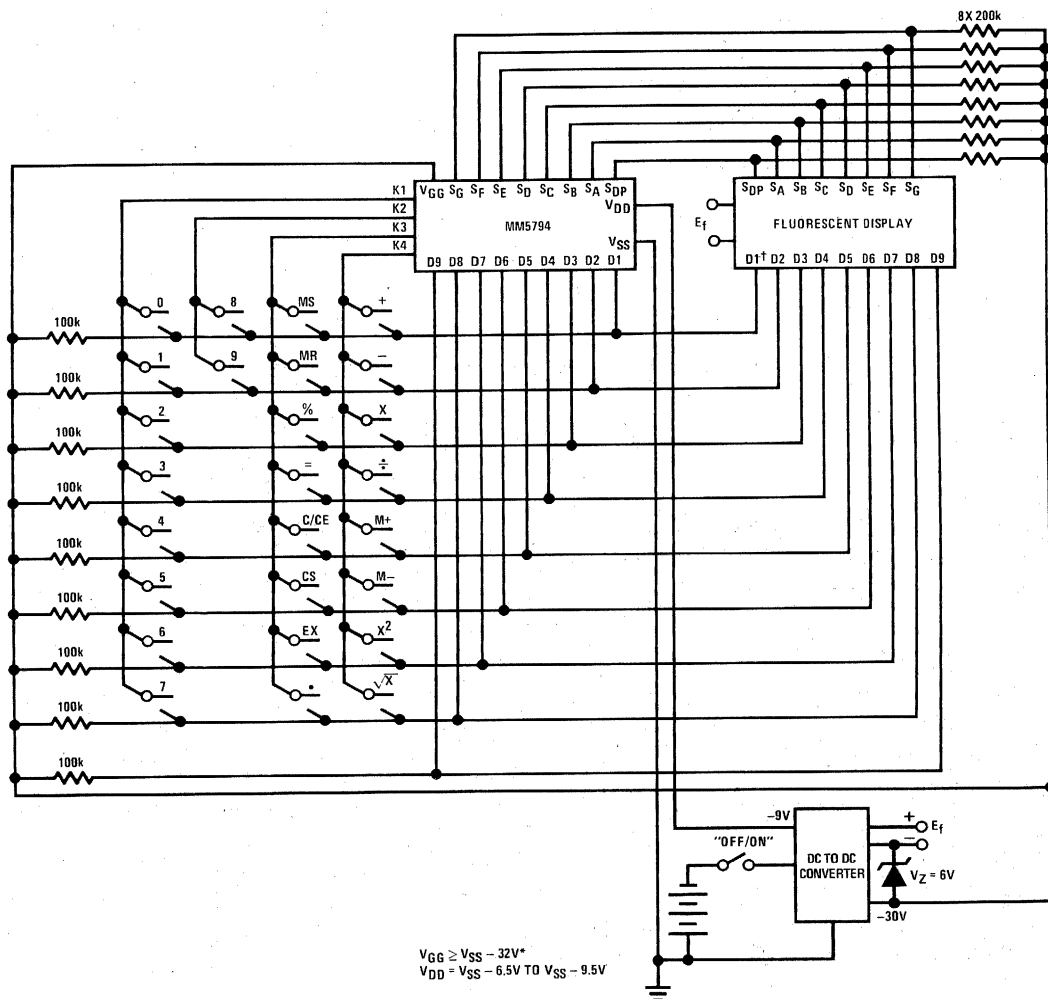 8X 200k
K1
K2
K3
K4
VGG SG SF SE SD SC SB SA SDP
VDD
MM5794
VSS
D9 D8 D7 D6 D5 D4 D3 D2 D1
SDP SA SB SC SD SE SF SG
Ef
FLUORESCENT DISPLAY
D1† D2 D3 D4 D5 D6 D7 D8 D9
0 8 MS +
100k
1 9 MR −
100k
2 % X
100k
3 = ÷
100k
4 C/CE M+
100k
5 CS M−
100k
6 EX X²
100k
7 • √X
100k
100k
−9V
"OFF/ON"
DC TO DC
CONVERTER
+
Ef
−
VZ = 6V
−30V
VGG ≥ VSS − 32V*
VDD = VSS − 6.5V TO VSS − 9.5V